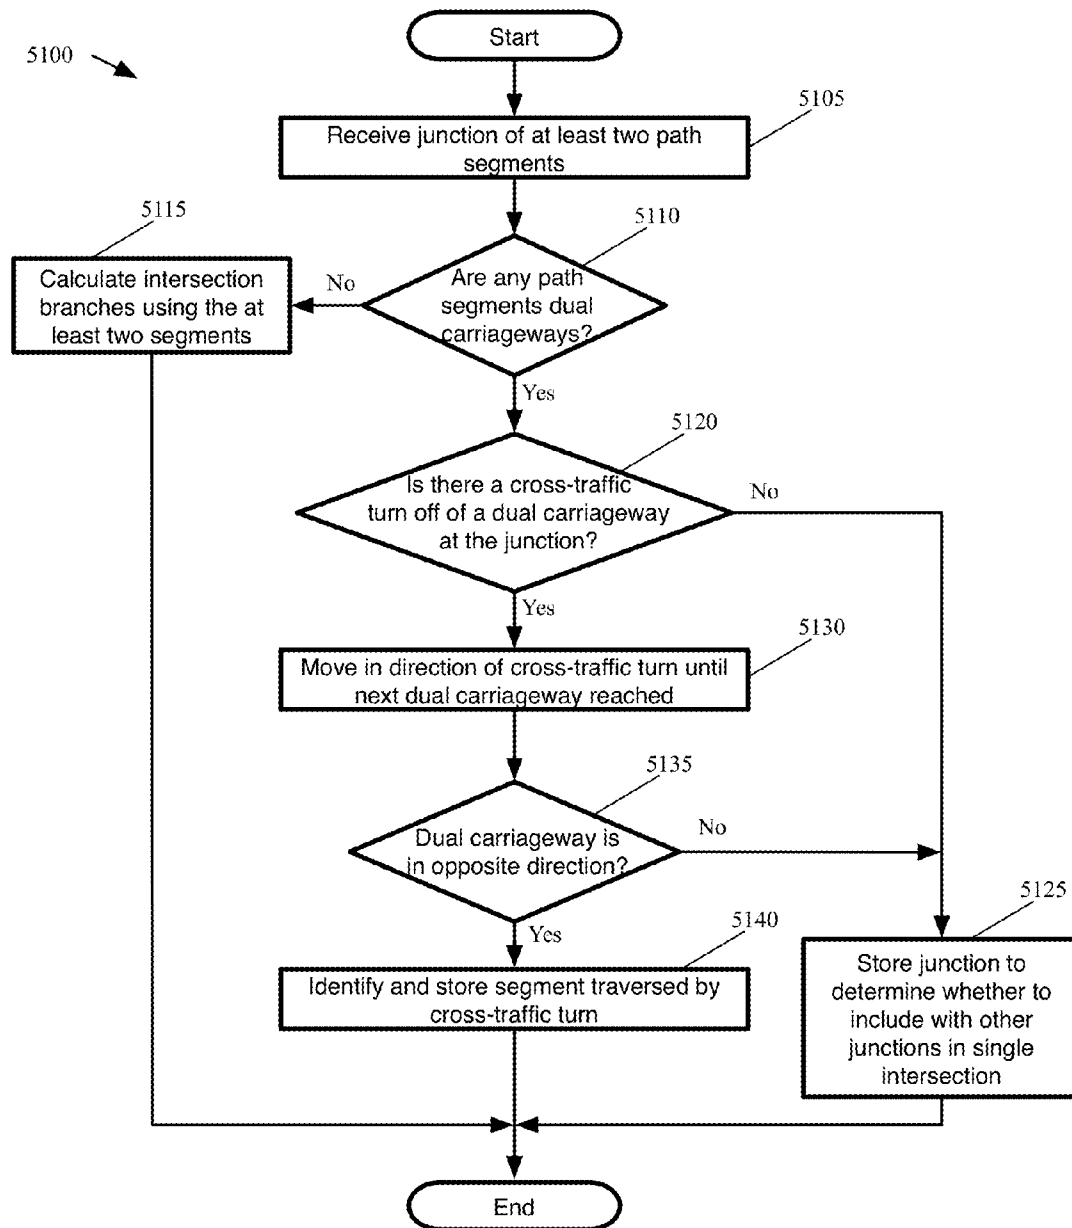 Start
5100
5105
Receive junction of at least two path
segments
5115
5110
Calculate intersection
branches using the at
least two segments
No
Are any path
segments dual
carriageways?
Yes
5120
Is there a cross-traffic
turn off of a dual carriageway
at the junction?
No
Yes
5130
Move in direction of cross-traffic turn until
next dual carriageway reached
5135
Dual carriageway is
in opposite direction?
No
Yes
5140
5125
Identify and store segment traversed by
cross-traffic turn
Store junction to
determine whether to
include with other
junctions in single
intersection
End